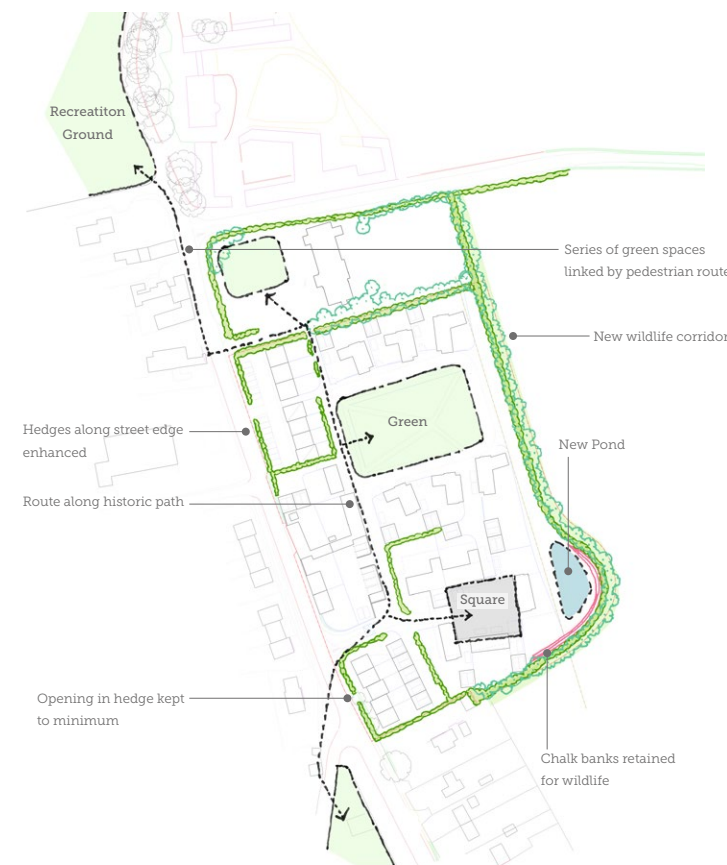 Recreatiton
Ground
Series of green spaces
linked by pedestrian route
New wildlife corridor
Green
Hedges along street edge
enhanced
New Pond
Route along historic path
Square
Opening in hedge kept
to minimum
Chalk banks retained
for wildlife